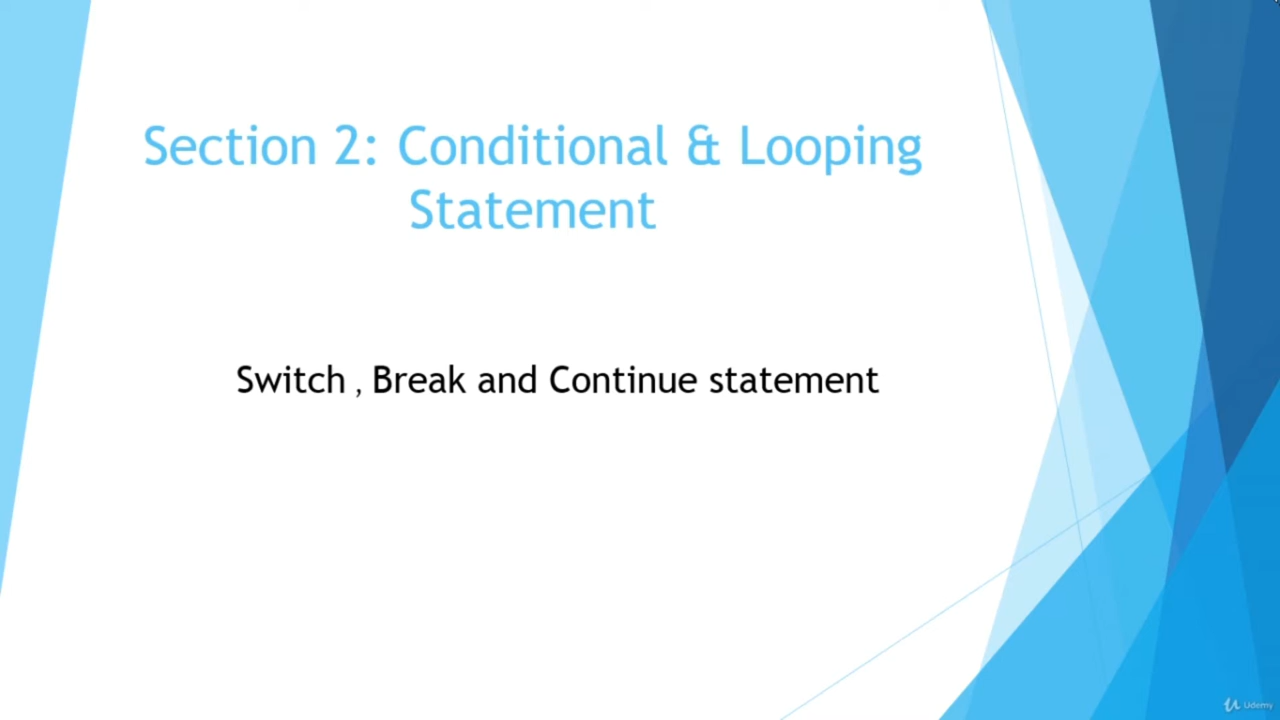 Section 2: Conditional & Looping
Statement
Switch , Break and Continue statement
Udemy